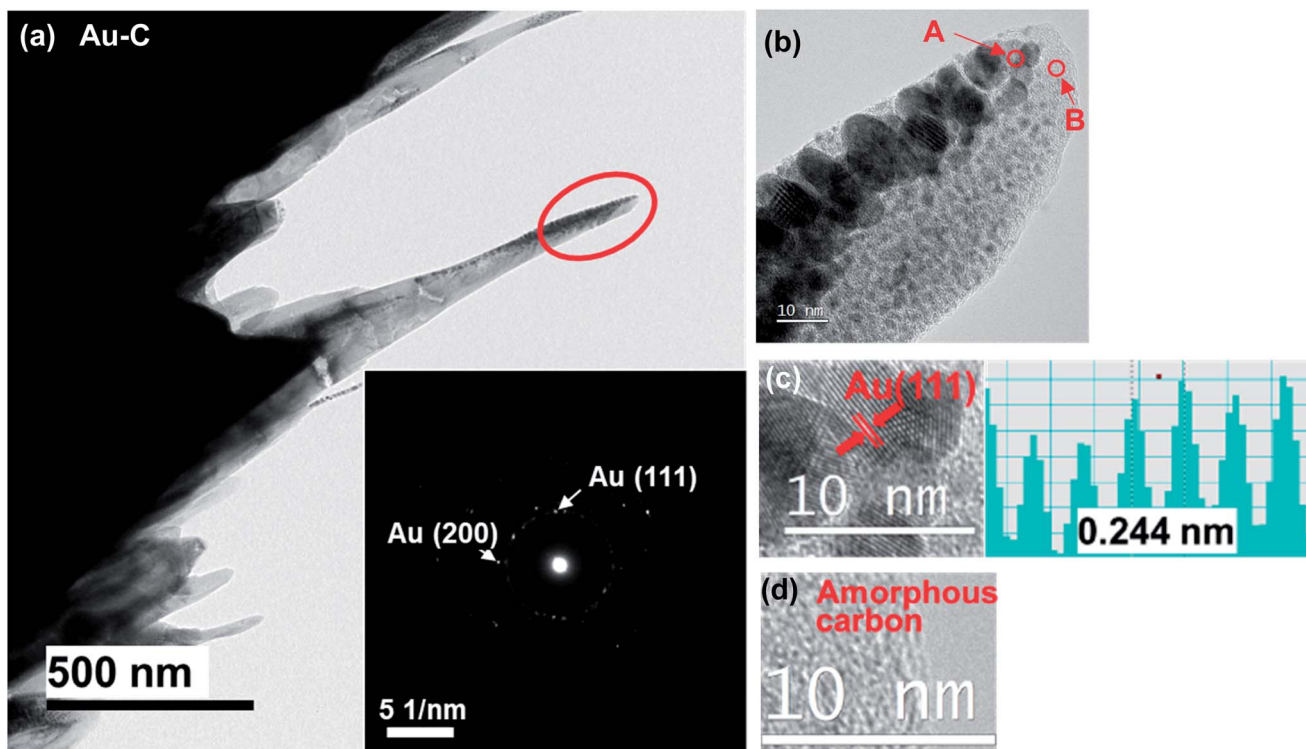 (a) Au-C
Au (111)
Au (200)
5 1/nm
500 nm
(b)
A
B
10 nm
(c)
Au(111)
10 nm
0.244 nm
(d)
Amorphous
carbon
10 nm